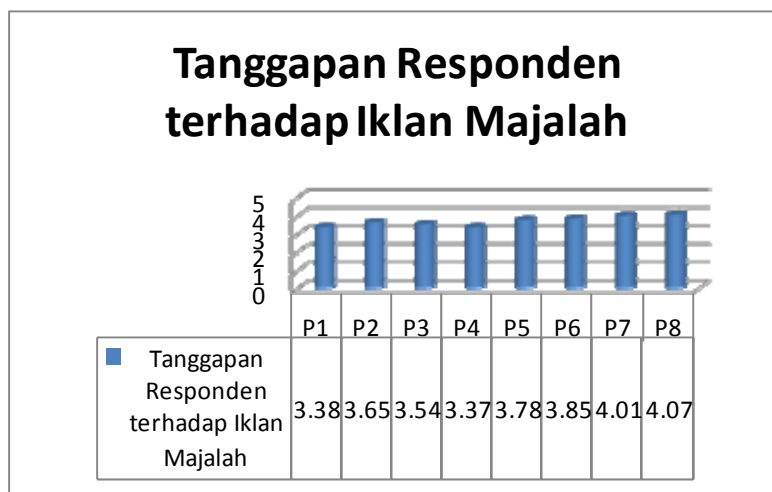 Tanggapan Responden
terhadap Iklan Majalah
5
4
3
2
1
0
P1 P2 P3 P4 P5 P6 P7 P8
Tanggapan
Responden
terhadap Iklan
Majalah
3.38 3.65 3.54 3.37 3.78 3.85 4.01 4.07